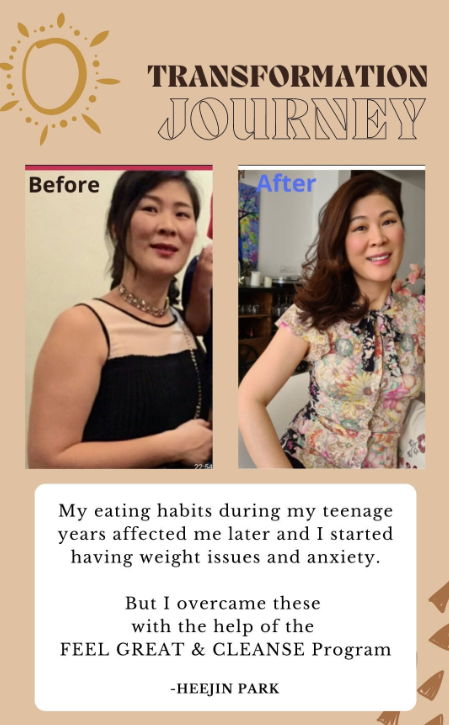 TRANSFORMATION
JOURNEY
Before
After
22:54
My eating habits during my teenage
years affected me later and I started
having weight issues and anxiety.
But I overcame these
with the help of the
FEEL GREAT & CLEANSE Program
-HEEJIN PARK